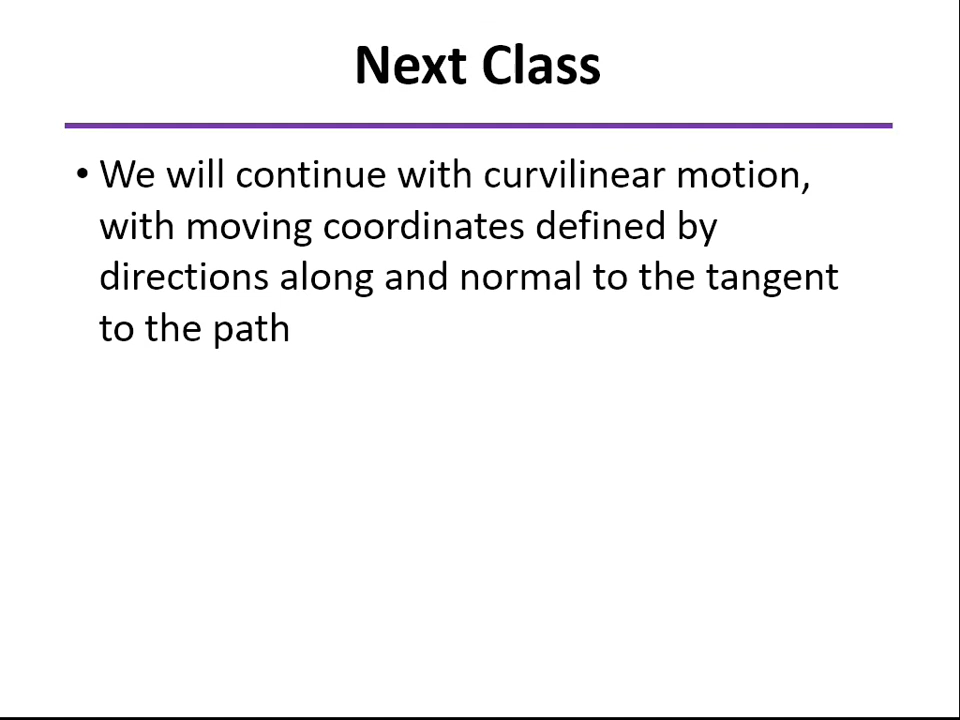 Next Class
• We will continue with curvilinear motion,
with moving coordinates defined by
directions along and normal to the tangent
to the path